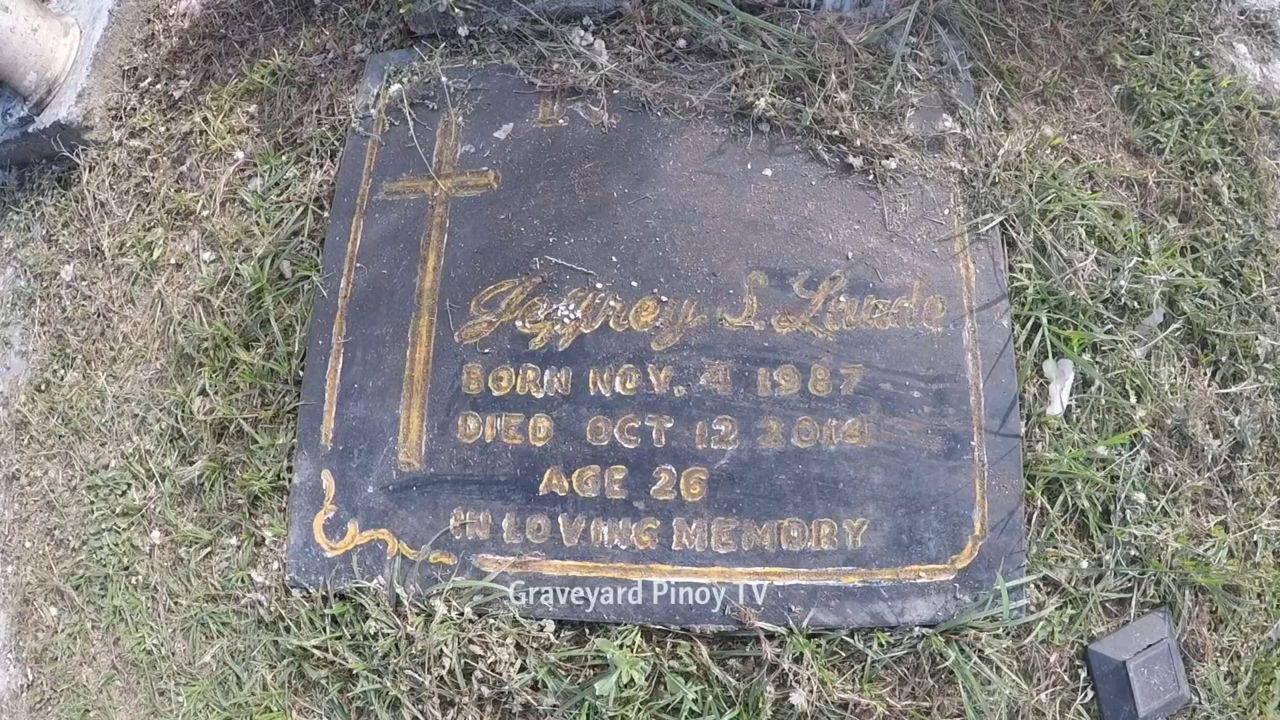 Jeffrey S. Laude
BORN NOV. 4 1987
DIED OCT 12 2014
AGE 26
IN LOVING MEMORY
Graveyard Pinoy TV